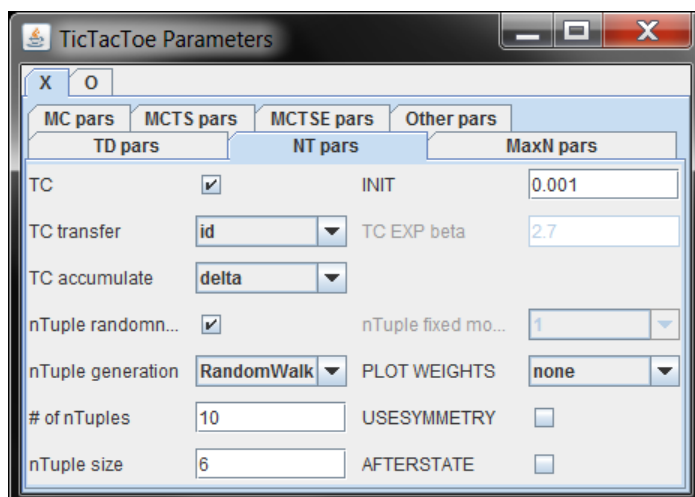 TicTacToe Parameters
X O
MC pars MCTS pars MCTSE pars Other pars
TD pars NT pars MaxN pars
TC INIT 0.001
TC transfer id TC EXP beta 2.7
TC accumulate delta
nTuple randomn... nTuple fixed mo... 1
nTuple generation RandomWalk PLOT WEIGHTS none
# of nTuples 10 USESYMMETRY
nTuple size 6 AFTERSTATE